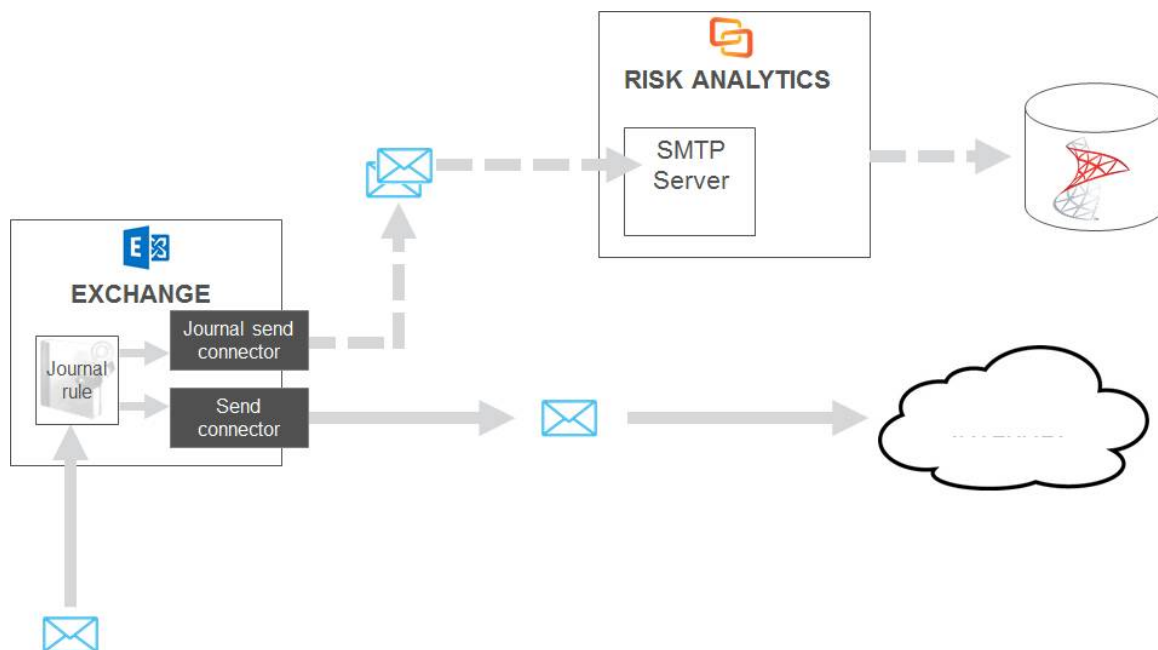 RISK ANALYTICS
SMTP
Server
E
EXCHANGE
Journal
rule
Journal send
connector
Send
connector